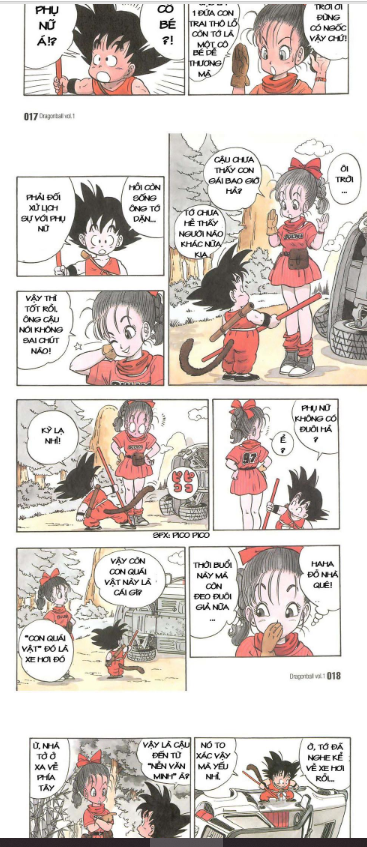 PHỤ
NỮ
Á!?
CÔ
BÉ
?!
1 ĐỨA CON
TRAI THÔ LỖ
CÒN TỚ LÀ
MỘT CÔ
BÉ DỄ
THƯƠNG
MÀ
TRỜI ƠI
ĐỪNG
CÓ NGỐC
VẬY CHỨ!
017 Dragonball vol.1
CẬU CHƯA
THẤY CON
GÁI BAO GIỜ
HẢ?
ÔI
TRỜI
...
TỚ CHƯA
HỀ THẤY
NGƯỜI NÀO
KHÁC NỮA
KÌA
HỒI CÒN
SỐNG
ÔNG TỚ
DẶN...
PHẢI ĐỐI
XỬ LỊCH
SỰ VỚI PHỤ
NỮ
VẬY THÌ
TỐT RỒI,
ÔNG CẬU
NÓI KHÔNG
SAI CHÚT
NÀO!
KỲ LẠ
NHỈ!
ピコ
ピコ
SFX: PICO PICO
PHỤ NỮ
KHÔNG CÓ
ĐUÔI HẢ
?
Ể
?
97
VẬY CÒN
CON QUÁI
VẬT NÀY LÀ
CÁI GÌ?
"CON QUÁI
VẬT" ĐÓ LÀ
XE HƠI ĐÓ
HAHA
ĐỒ NHÀ
QUÊ!
THỜI BUỔI
NÀY MÀ
CÒN
ĐEO ĐUÔI
GIẢ NỮA
...
Dragonball vol.1 018
VẬY LÀ CẬU
ĐẾN TỪ
"NỀN VĂN
MINH" À?
Ừ, NHÀ
TỚ Ở
XA VỀ
PHÍA
TÂY
Ờ, TỚ ĐÃ
NGHE KỂ
VỀ XE HƠI
RỒI...
NÓ TO
XÁC VẬY
MÀ YẾU
NHỈ.